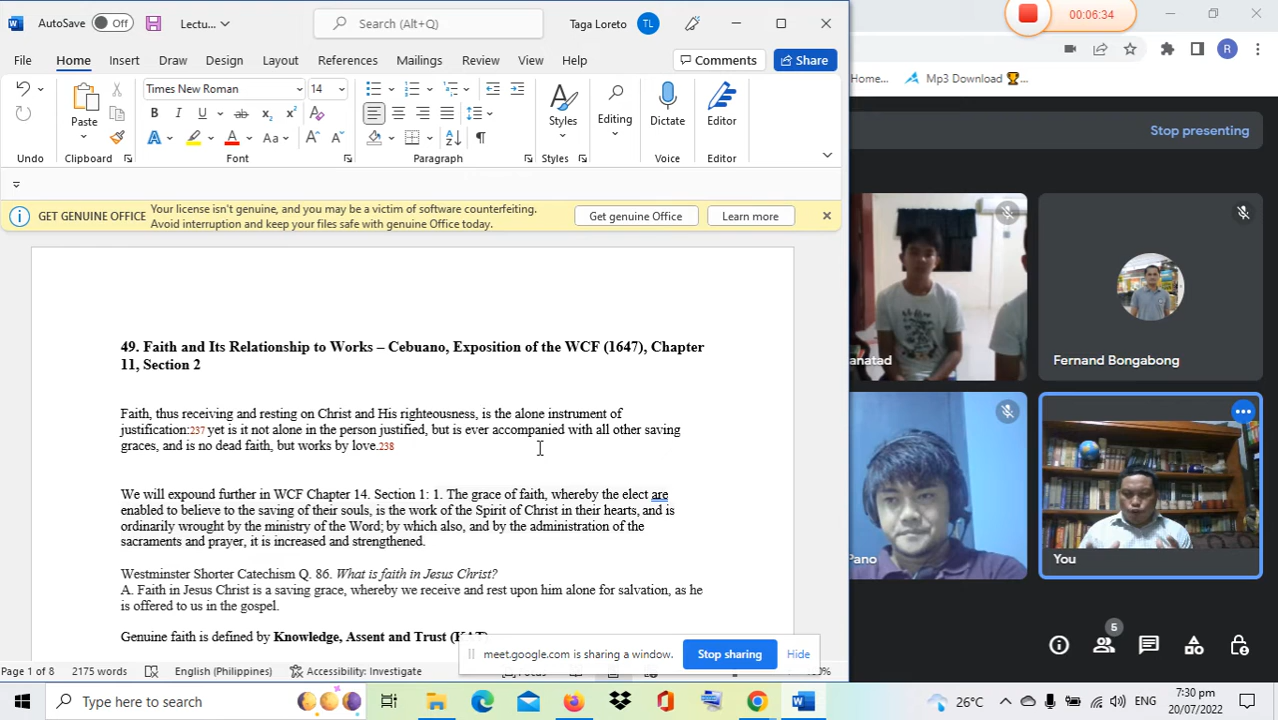 AutoSave Off Lectu... Search (Alt+Q) Taga Loreto TL
00:06:34
File Home Insert Draw Design Layout References Mailings Review View Help Comments Share
R
Home... Mp3 Download
Times New Roman 14
Paste Styles Editing Dictate Editor
Undo Clipboard Font Paragraph Styles Voice Editor
Stop presenting
GET GENUINE OFFICE Your license isn't genuine, and you may be a victim of software counterfeiting.
Avoid interruption and keep your files safe with genuine Office today.
Get genuine Office Learn more
49. Faith and Its Relationship to Works – Cebuano, Exposition of the WCF (1647), Chapter
11, Section 2
Faith, thus receiving and resting on Christ and His righteousness, is the alone instrument of
justification:237 yet is it not alone in the person justified, but is ever accompanied with all other saving
graces, and is no dead faith, but works by love.238
We will expound further in WCF Chapter 14. Section 1: 1. The grace of faith, whereby the elect are
enabled to believe to the saving of their souls, is the work of the Spirit of Christ in their hearts, and is
ordinarily wrought by the ministry of the Word; by which also, and by the administration of the
sacraments and prayer, it is increased and strengthened.
Westminster Shorter Catechism Q. 86. What is faith in Jesus Christ?
A. Faith in Jesus Christ is a saving grace, whereby we receive and rest upon him alone for salvation, as he
is offered to us in the gospel.
Genuine faith is defined by Knowledge, Assent and Trust (KAT)
anatad
Fernand Bongabong
Pano
You
5
meet.google.com is sharing a window. Stop sharing Hide
Page 1 of 8 2175 words English (Philippines) Accessibility: Investigate Focus
Type here to search
26°C ENG 7:30 pm
20/07/2022